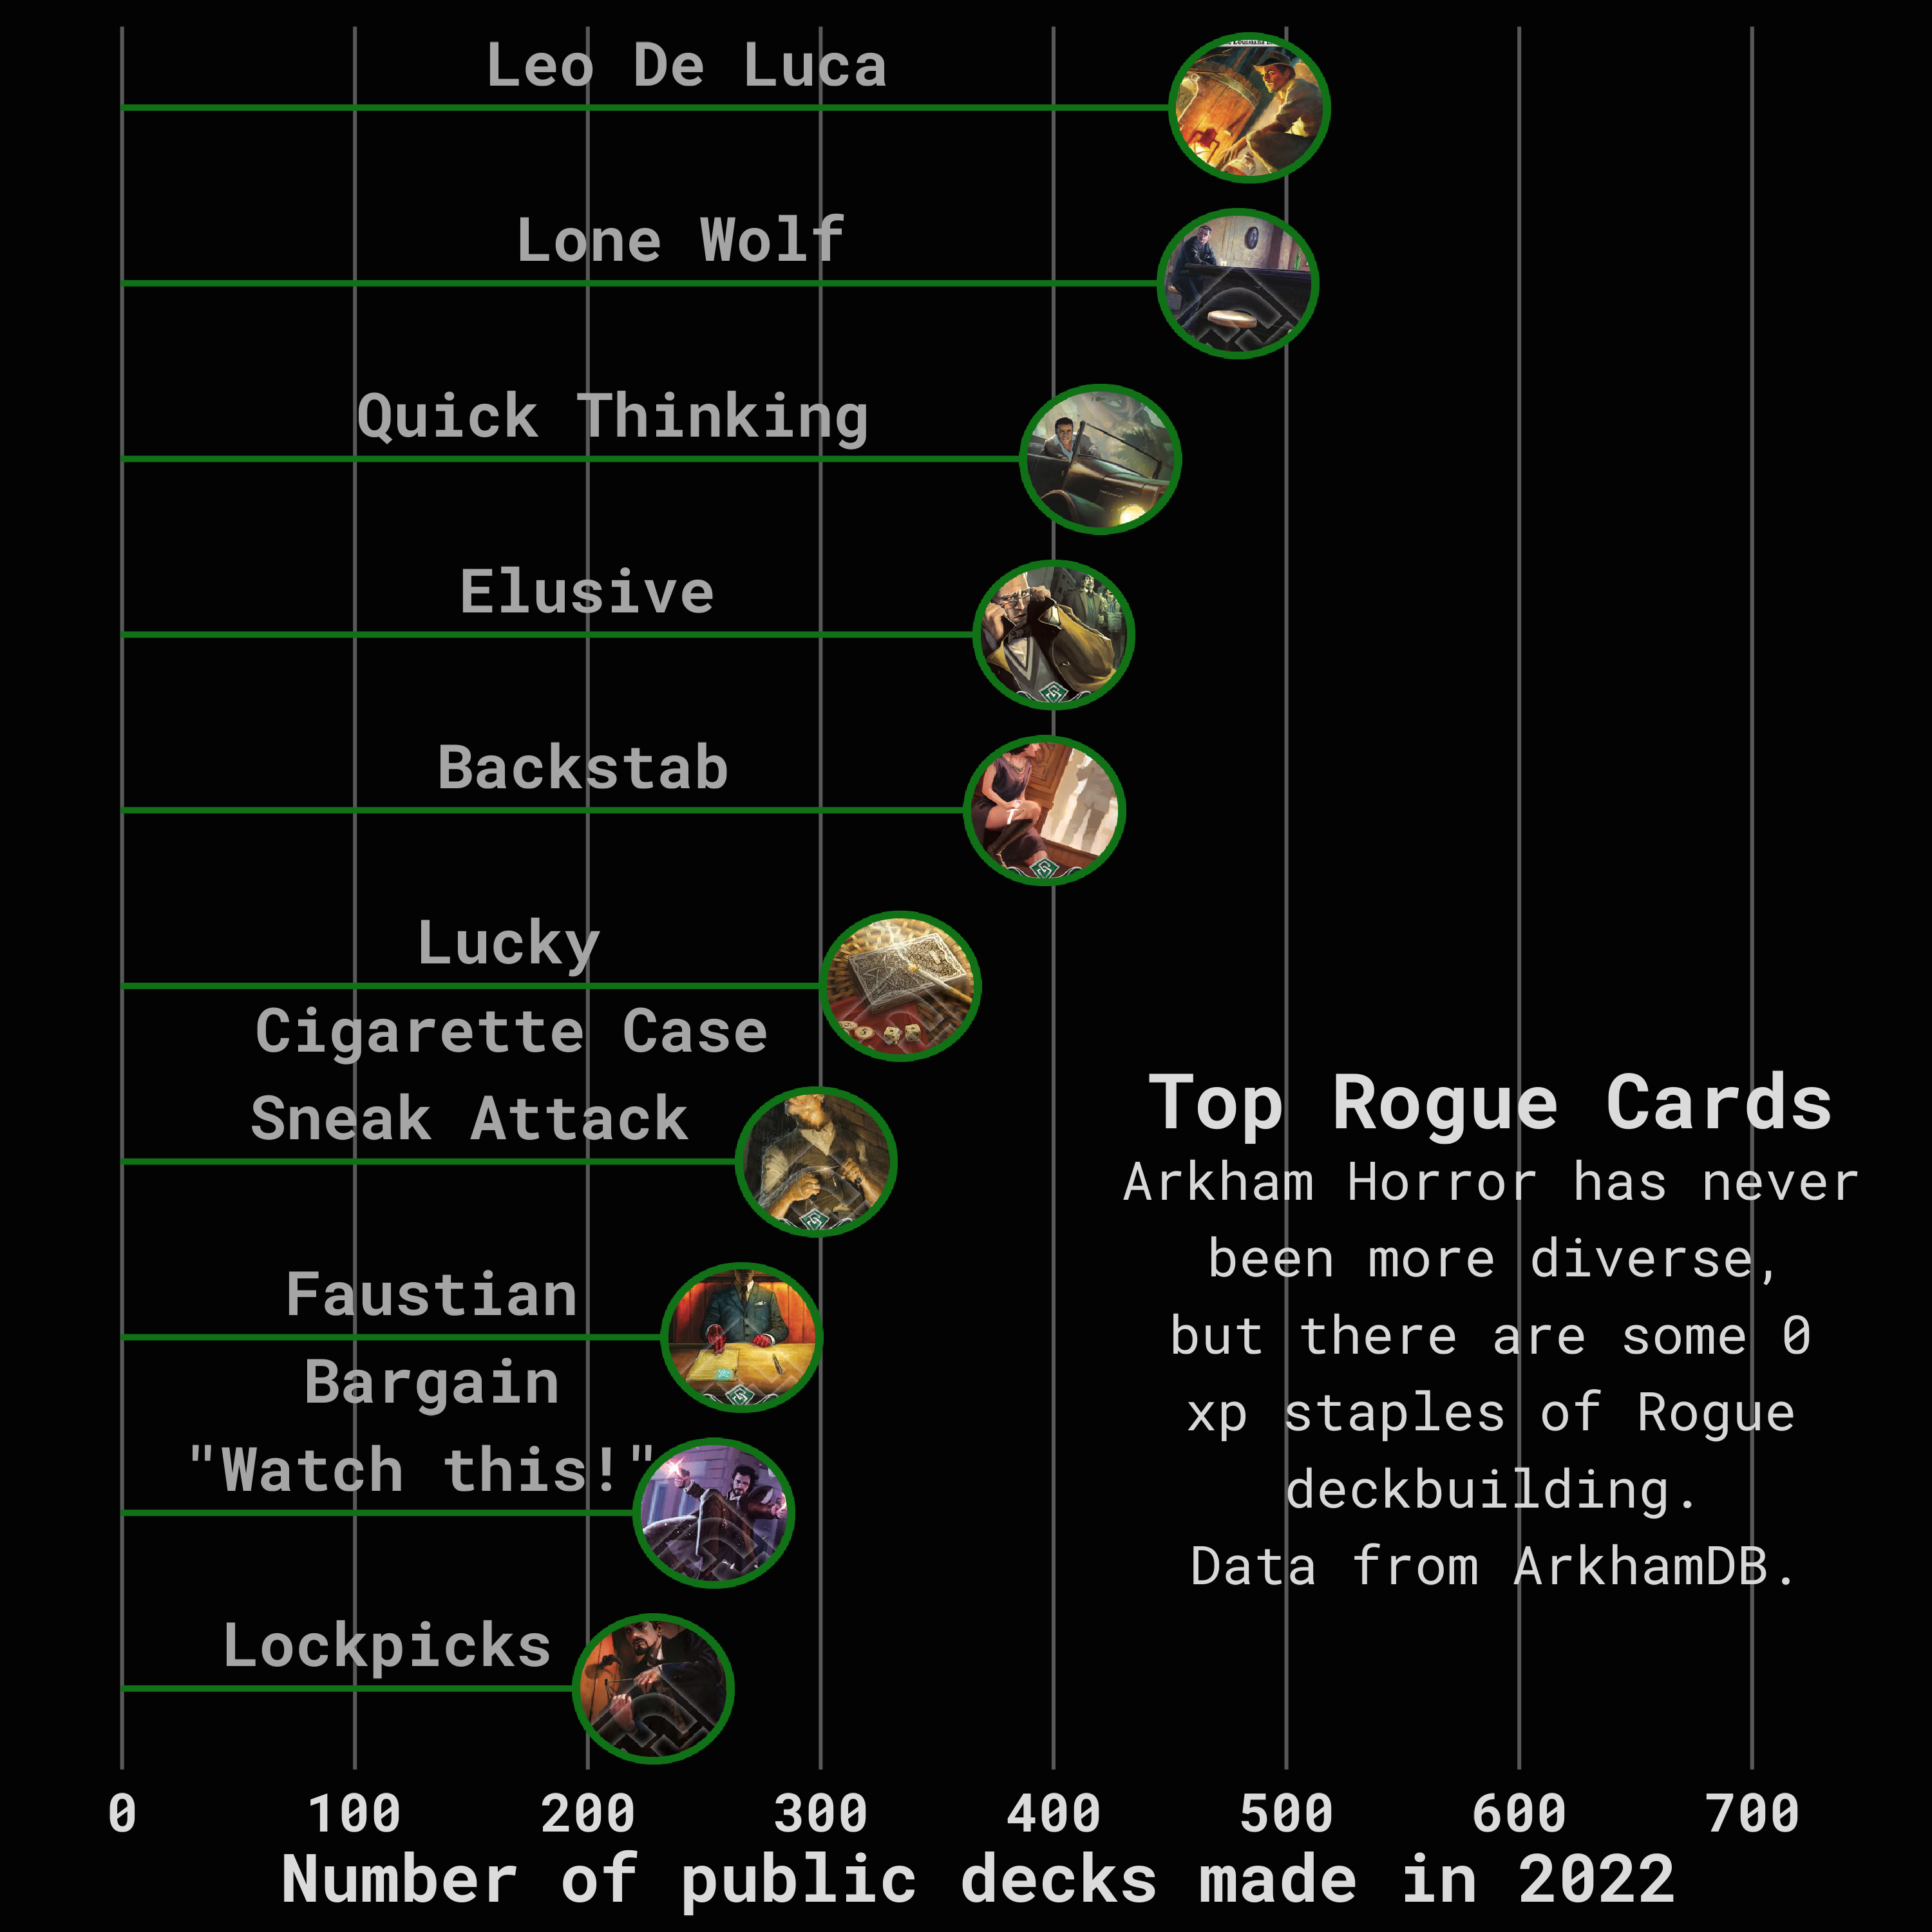 Leo De Luca
Lone Wolf
Quick Thinking
Elusive
Backstab
Lucky
Cigarette Case
Sneak Attack
Faustian
Bargain
"Watch this!"
Lockpicks
Top Rogue Cards
Arkham Horror has never
been more diverse,
but there are some 0
xp staples of Rogue
deckbuilding.
Data from ArkhamDB.
0 100 200 300 400 500 600 700
Number of public decks made in 2022